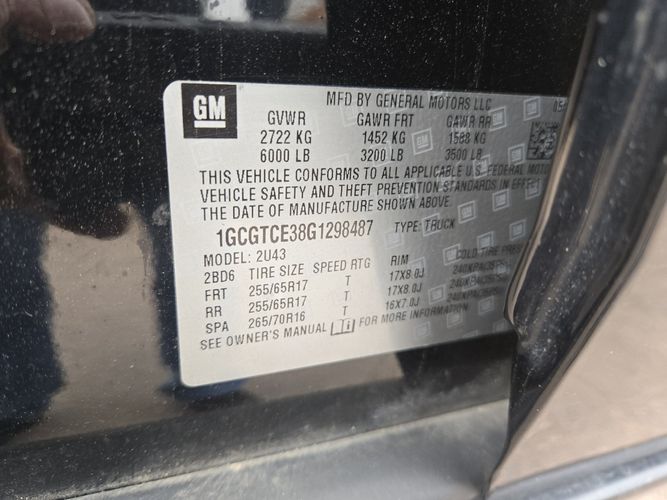 GM
MFD BY GENERAL MOTORS LLC
GVWR GAWR FRT GAWR RR
2722 KG 1452 KG 1588 KG
6000 LB 3200 LB 3500 LB
THIS VEHICLE CONFORMS TO ALL APPLICABLE U.S. FEDERAL MOTOR
VEHICLE SAFETY AND THEFT PREVENTION STANDARDS IN EFFECT
THE DATE OF MANUFACTURE SHOWN ABOVE.
1GCGTCE38G1298487 TYPE: TRUCK
MODEL: 2U43
2BD6 TIRE SIZE SPEED RTG RIM COLD TIRE
FRT 255/65R17 T 17X8.0J
RR 255/65R17 T 17X8.0J
SPA 265/70R16 T 16X7.0J
SEE OWNER'S MANUAL FOR MORE INFORMATION